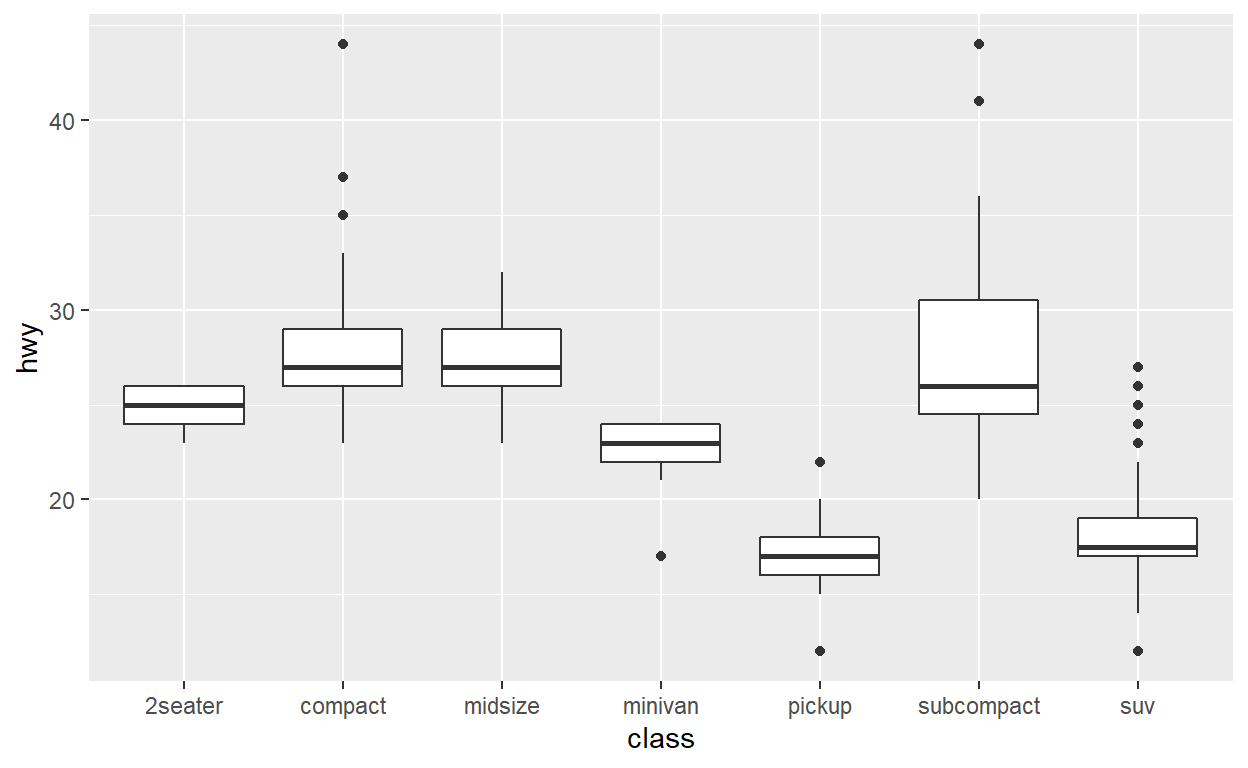 hwy
40
30
20
2seater compact midsize minivan pickup subcompact suv
class